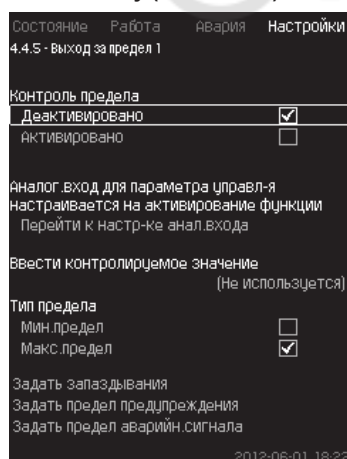 Состояние Работа Авария Настройки
4.4.5 - Выход за предел 1
Контроль предела
Деактивировано
Активировано
Аналог.вход для параметра управл-я
настраивается на активирование функции
Перейти к настр-ке анал.входа
Ввести контролируемое значение
(Не используется)
Тип предела
Мин.предел
Макс.предел
Задать запаздывания
Задать предел предупреждения
Задать предел аварийн.сигнала
2012-06-01 18:22